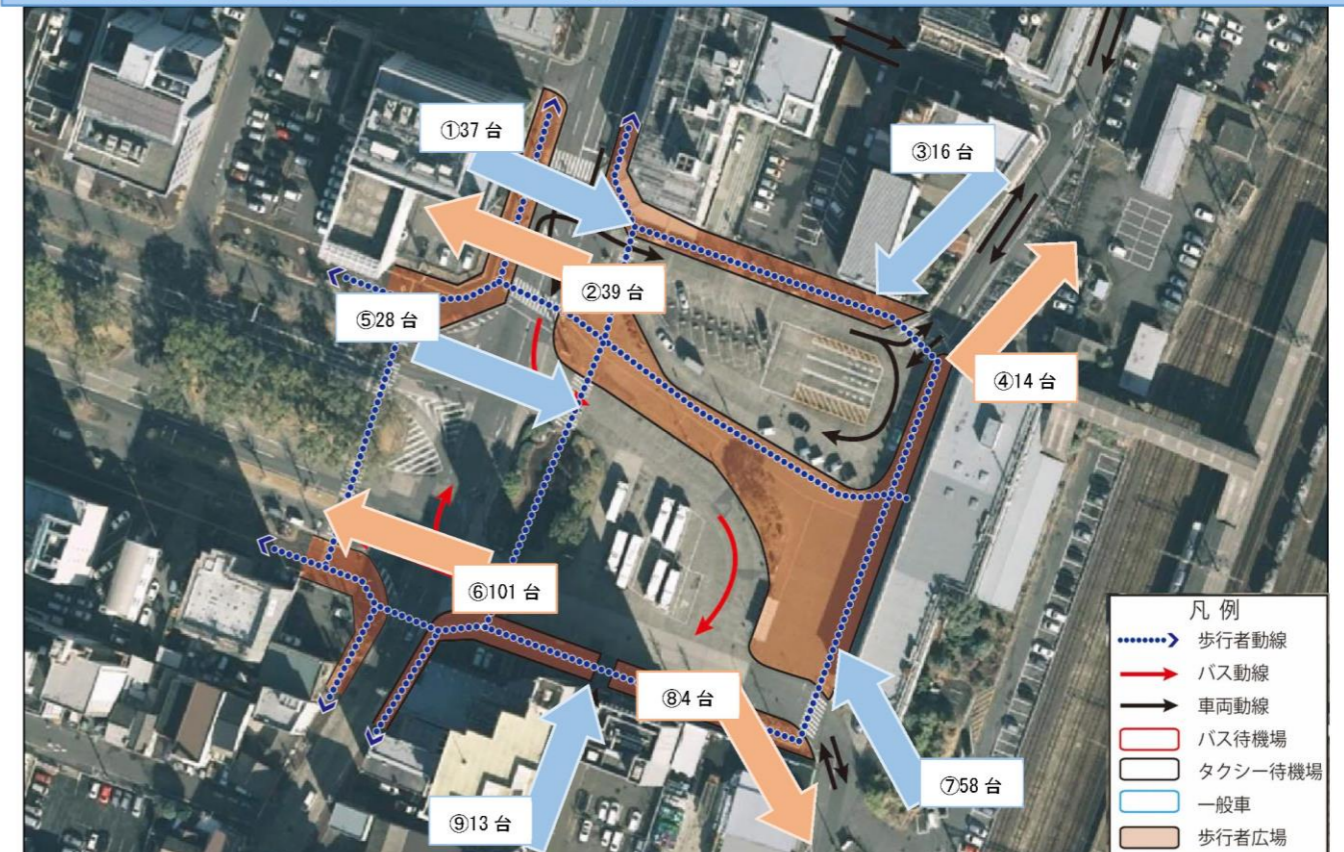 ①37 台
③16 台
②39 台
⑤28 台
④14 台
⑥101 台
⑧4 台
⑦58 台
⑨13 台
凡 例
歩行者動線
バス動線
車両動線
バス待機場
タクシー待機場
一般車
歩行者広場